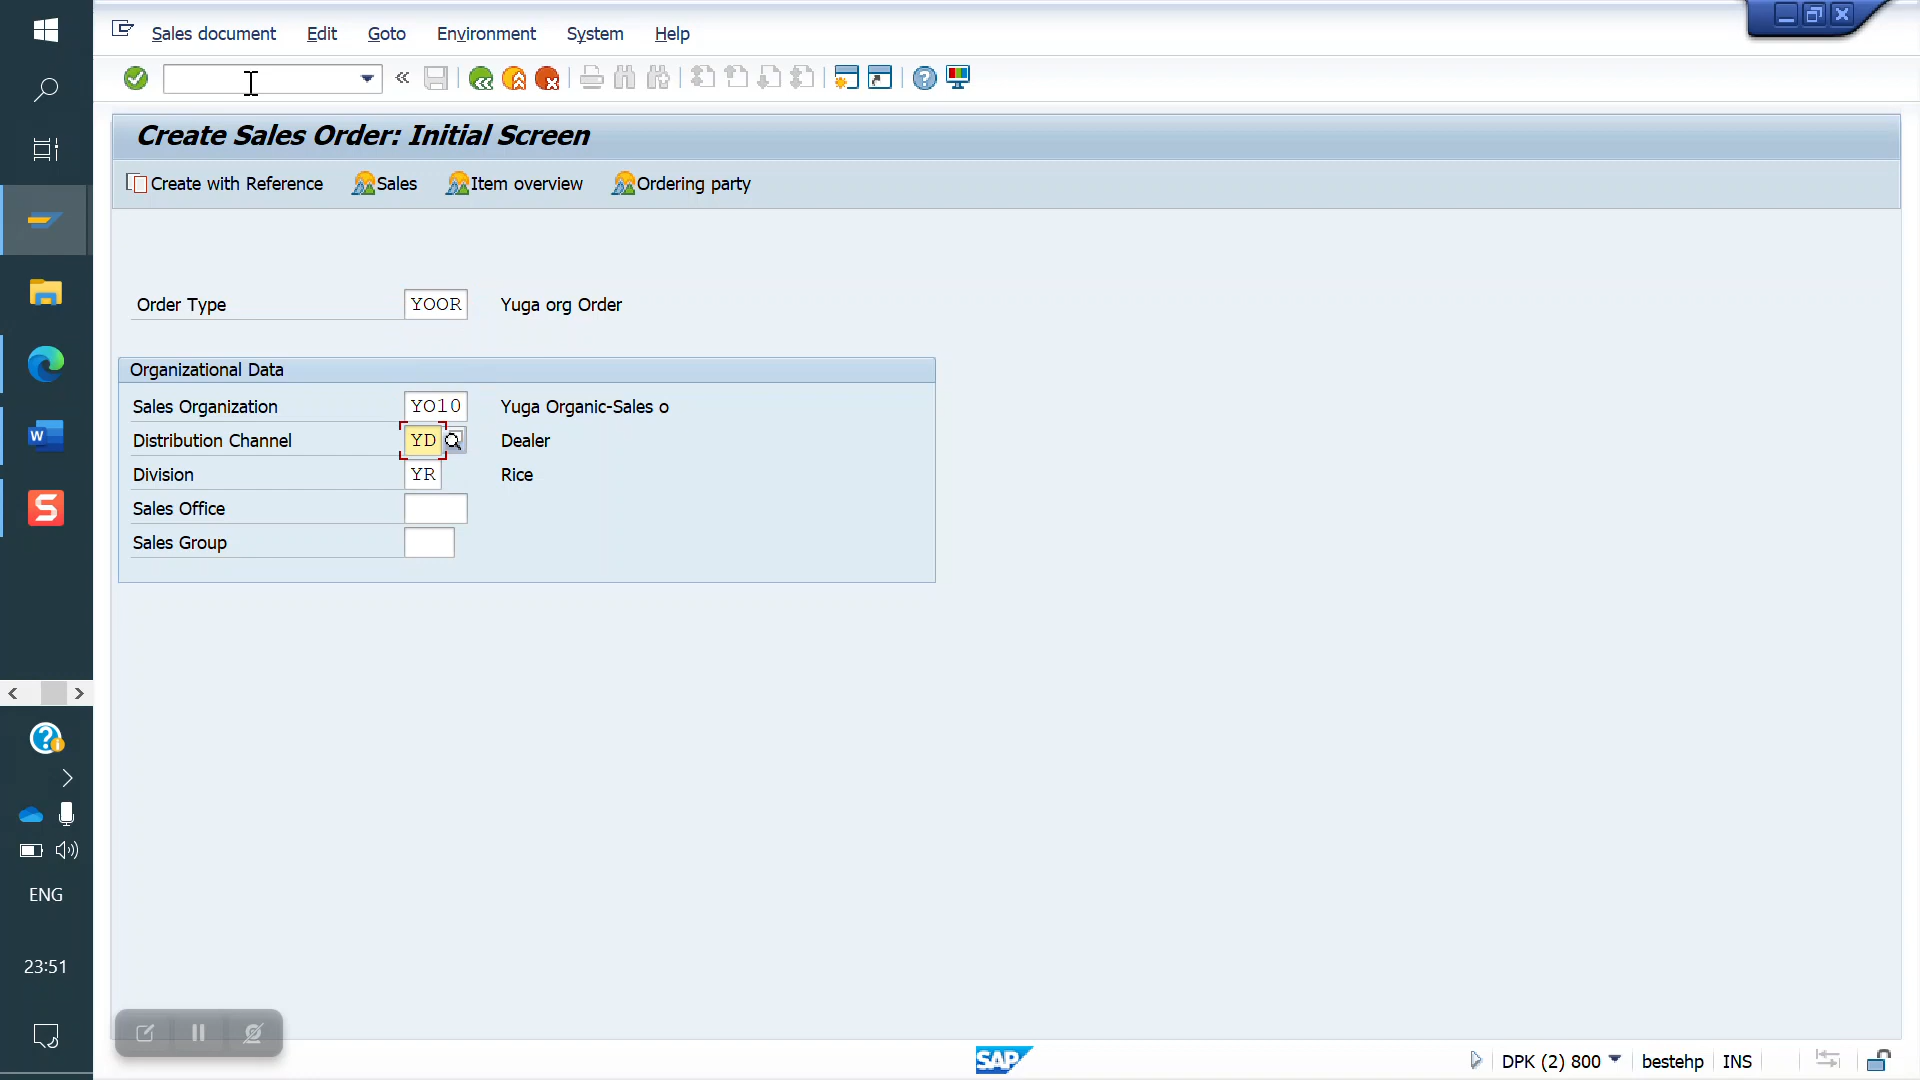 Sales document Edit Goto Environment System Help
Create Sales Order: Initial Screen
Create with Reference Sales Item overview Ordering party
Order Type YOOR Yuga org Order
Organizational Data
Sales Organization YO10 Yuga Organic-Sales o
Distribution Channel YD Dealer
Division YR Rice
Sales Office
Sales Group
ENG
23:51
SAP DPK (2) 800 bestehp INS